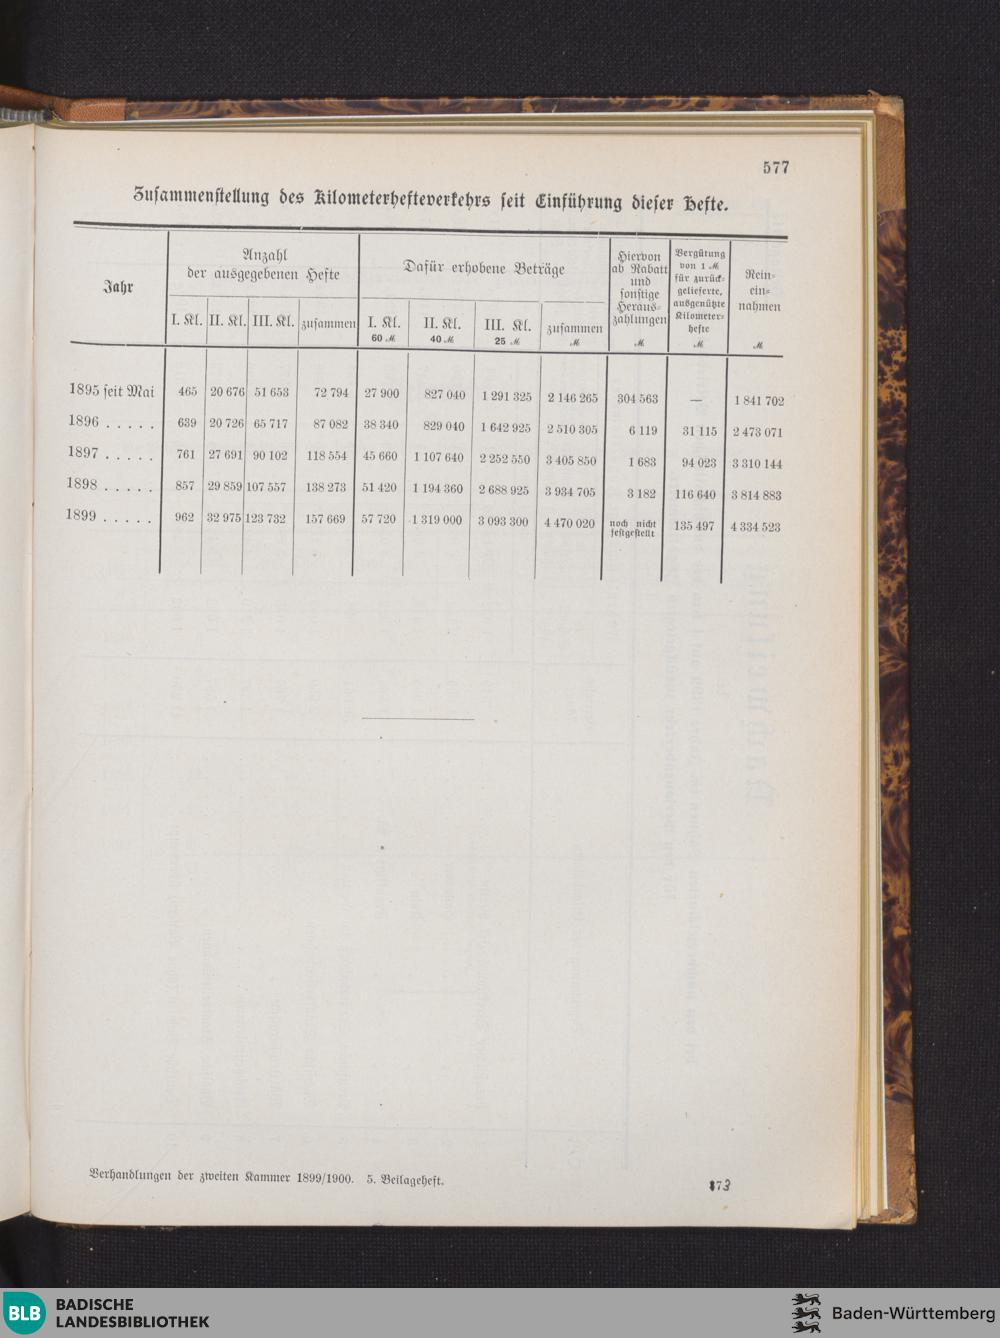 577
Zusammenstellung des Kilometerhefteverkehrs seit Einführung dieser Hefte.
Jahr
Anzahl
der ausgegebenen Hefte
Dafür erhobene Beträge
Hiervon
ab Rabatt
und
sonstige
Heraus-
zahlungen
ℳ
Vergütung
von 1 ℳ
für zurück-
gelieferte,
ausgenützte
Kilometer-
hefte
ℳ
Rein-
ein-
nahmen
ℳ
I. Kl. II. Kl. III. Kl. zusammen I. Kl. II. Kl. III. Kl. zusammen
60 ℳ 40 ℳ 25 ℳ ℳ
1895 seit Mai 465 20 676 51 653 72 794 27 900 827 040 1 291 325 2 146 265 304 563 — 1 841 702
1896 . . . . . 639 20 726 65 717 87 082 38 340 829 040 1 642 925 2 510 305 6 119 31 115 2 473 071
1897 . . . . . 761 27 691 90 102 118 554 45 660 1 107 640 2 252 550 3 405 850 1 683 94 023 3 310 144
1898 . . . . . 857 29 859 107 557 138 273 51 420 1 194 360 2 688 925 3 934 705 3 182 116 640 3 814 883
1899 . . . . . 962 32 975 123 732 157 669 57 720 1 319 000 3 093 300 4 470 020 noch nicht festgestellt 135 497 4 334 523
Verhandlungen der zweiten Kammer 1899/1900. 5. Beilageheft.
173
BLB
BADISCHE
LANDESBIBLIOTHEK
Baden-Württemberg